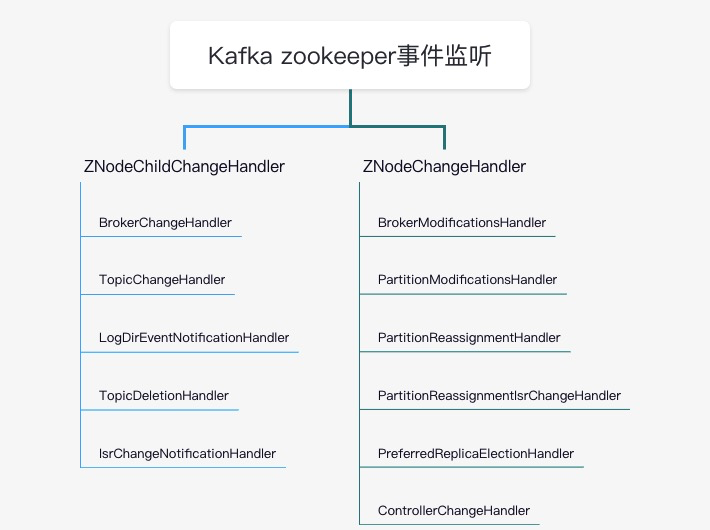 Kafka zookeeper事件监听
ZNodeChildChangeHandler
BrokerChangeHandler
TopicChangeHandler
LogDirEventNotificationHandler
TopicDeletionHandler
IsrChangeNotificationHandler
ZNodeChangeHandler
BrokerModificationsHandler
PartitionModificationsHandler
PartitionReassignmentHandler
PartitionReassignmentIsrChangeHandler
PreferredReplicaElectionHandler
ControllerChangeHandler